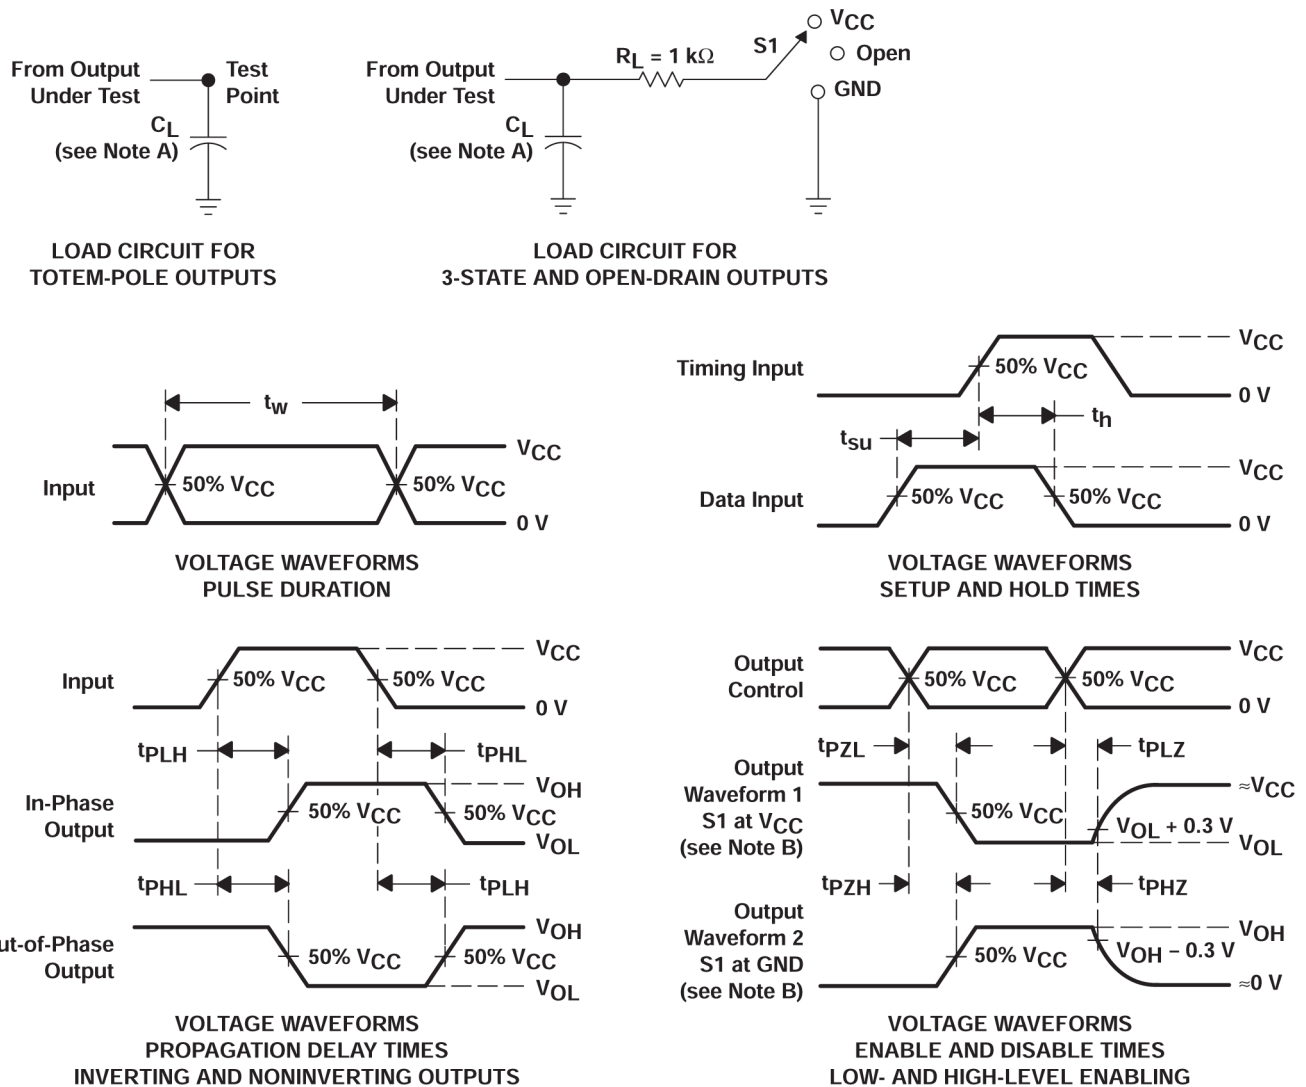 From Output
Under Test
Test
Point
CL
(see Note A)
LOAD CIRCUIT FOR
TOTEM-POLE OUTPUTS
From Output
Under Test
RL = 1 kΩ
S1
VCC
Open
GND
CL
(see Note A)
LOAD CIRCUIT FOR
3-STATE AND OPEN-DRAIN OUTPUTS
tw
Input
50% VCC
50% VCC
VCC
0 V
VOLTAGE WAVEFORMS
PULSE DURATION
Timing Input
50% VCC
VCC
0 V
th
tsu
Data Input
50% VCC
50% VCC
VCC
0 V
VOLTAGE WAVEFORMS
SETUP AND HOLD TIMES
Input
50% VCC
50% VCC
VCC
0 V
tPLH
tPHL
In-Phase
Output
50% VCC
50% VCC
VOH
VOL
tPHL
tPLH
ut-of-Phase
Output
50% VCC
50% VCC
VOH
VOL
VOLTAGE WAVEFORMS
PROPAGATION DELAY TIMES
INVERTING AND NONINVERTING OUTPUTS
Output
Control
50% VCC
50% VCC
VCC
0 V
tPZL
tPLZ
Output
Waveform 1
S1 at VCC
(see Note B)
50% VCC
≈VCC
VOL + 0.3 V
VOL
tPZH
tPHZ
Output
Waveform 2
S1 at GND
(see Note B)
50% VCC
VOH
VOH − 0.3 V
≈0 V
VOLTAGE WAVEFORMS
ENABLE AND DISABLE TIMES
LOW- AND HIGH-LEVEL ENABLING